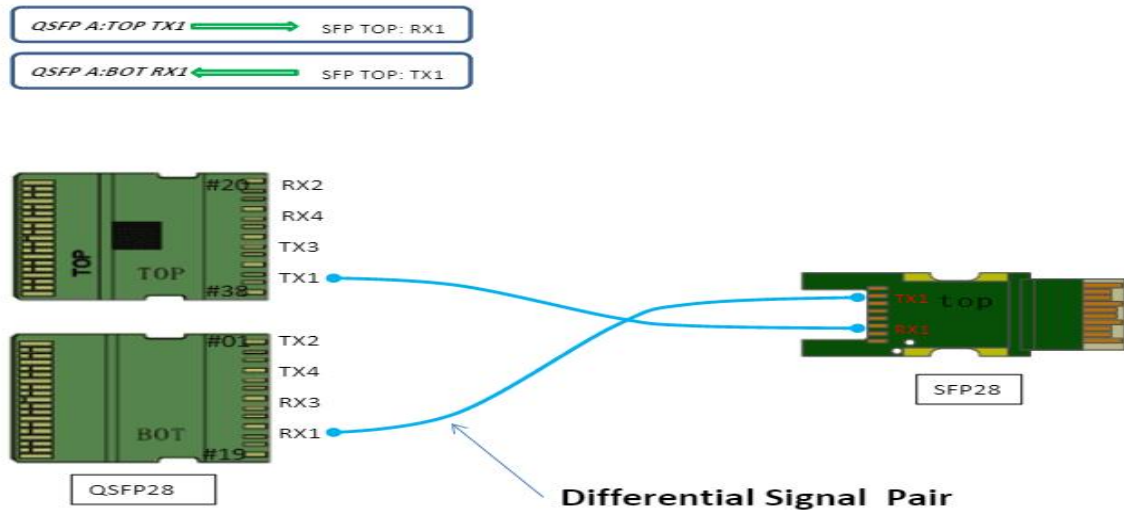 QSFP A:TOP TX1 SFP TOP: RX1
QSFP A:BOT RX1 SFP TOP: TX1
#20 RX2
RX4
TOP
TX3
TOP
TX1
#38
TX1 top
RX1
#01 TX2
TX4
RX3
BOT RX1
#19
SFP28
QSFP28
Differential Signal Pair